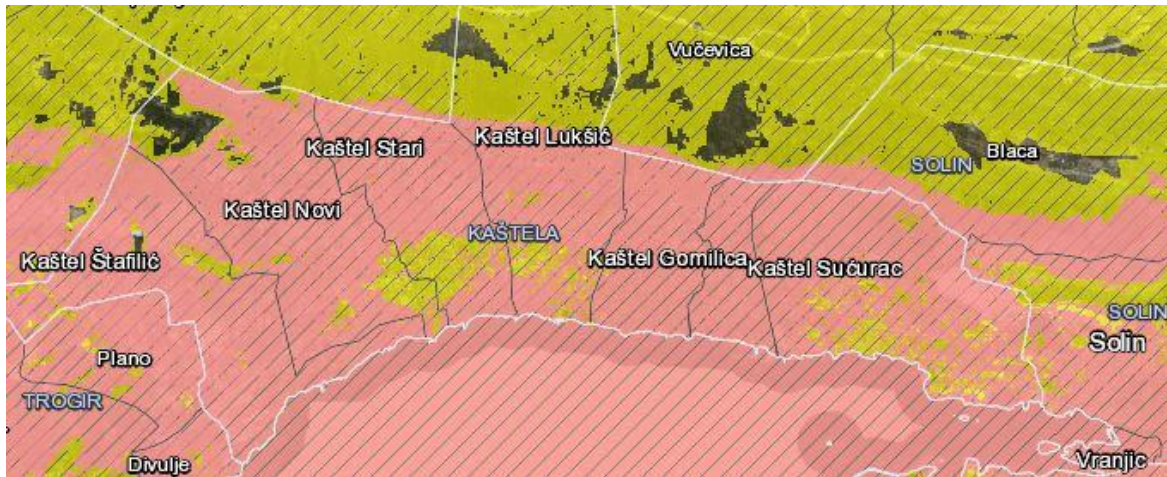 Vučevica
Kaštel Lukšić
Kaštel Stari
Blaca
SOLIN
Kaštel Novi
KAŠTELA
Kaštel Štafilić
Kaštel Gomilica
Kaštel Sućurac
SOLIN
Solin
Plano
TROGIR
Divulje
Vranjic